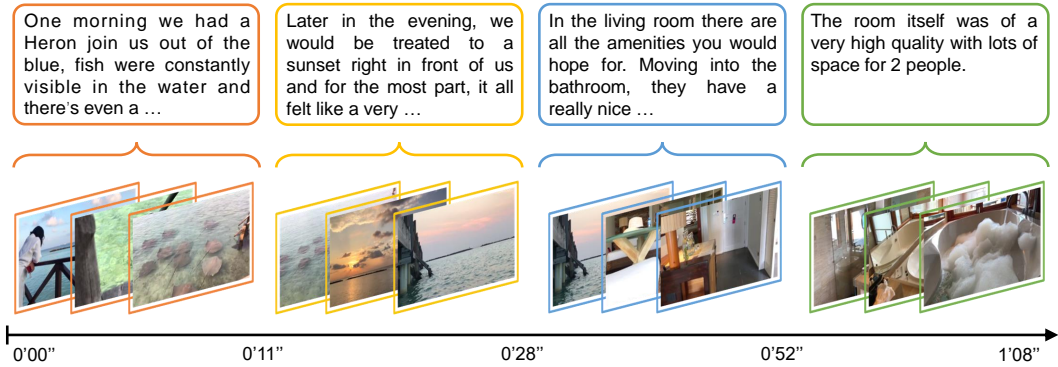 One morning we had a
Heron join us out of the
blue, fish were constantly
visible in the water and
there's even a …
Later in the evening, we
would be treated to a
sunset right in front of us
and for the most part, it all
felt like a very …
In the living room there are
all the amenities you would
hope for. Moving into the
bathroom, they have a
really nice …
The room itself was of a
very high quality with lots of
space for 2 people.
0'00"
0'11"
0'28"
0'52"
1'08"